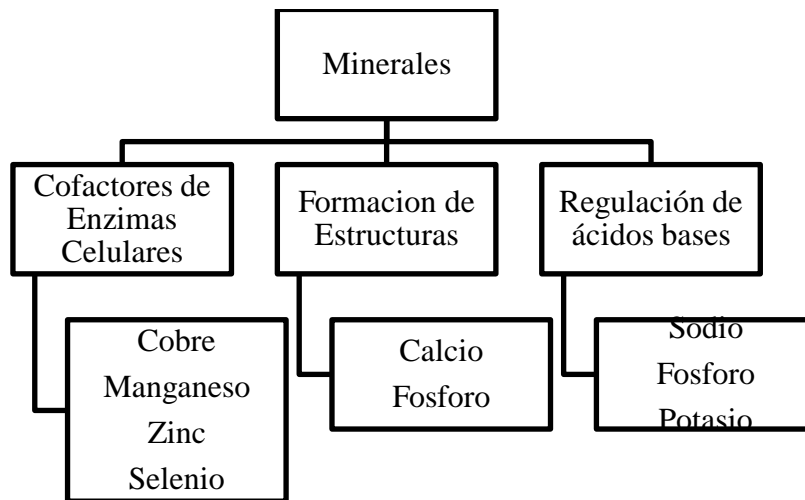 Minerales
Cofactores de
Enzimas
Celulares
Formacion de
Estructuras
Regulación de
ácidos bases
Cobre
Manganeso
Zinc
Selenio
Calcio
Fosforo
Sodio
Fosforo
Potasio